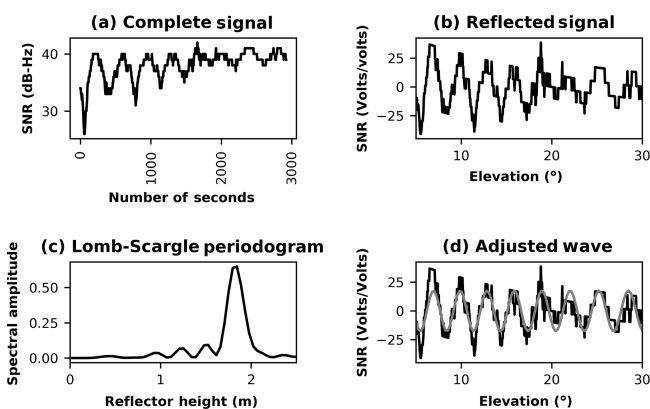 (a) Complete signal
SNR (dB-Hz)
40
30
0
1000
2000
3000
Number of seconds
(b) Reflected signal
SNR (Volts/volts)
25
0
−25
10
20
30
Elevation (º)
(c) Lomb-Scargle periodogram
Spectral amplitude
0.50
0.25
0.00
0
1
2
Reflector height (m)
(d) Adjusted wave
SNR (Volts/Volts)
25
0
−25
10
20
30
Elevation (º)